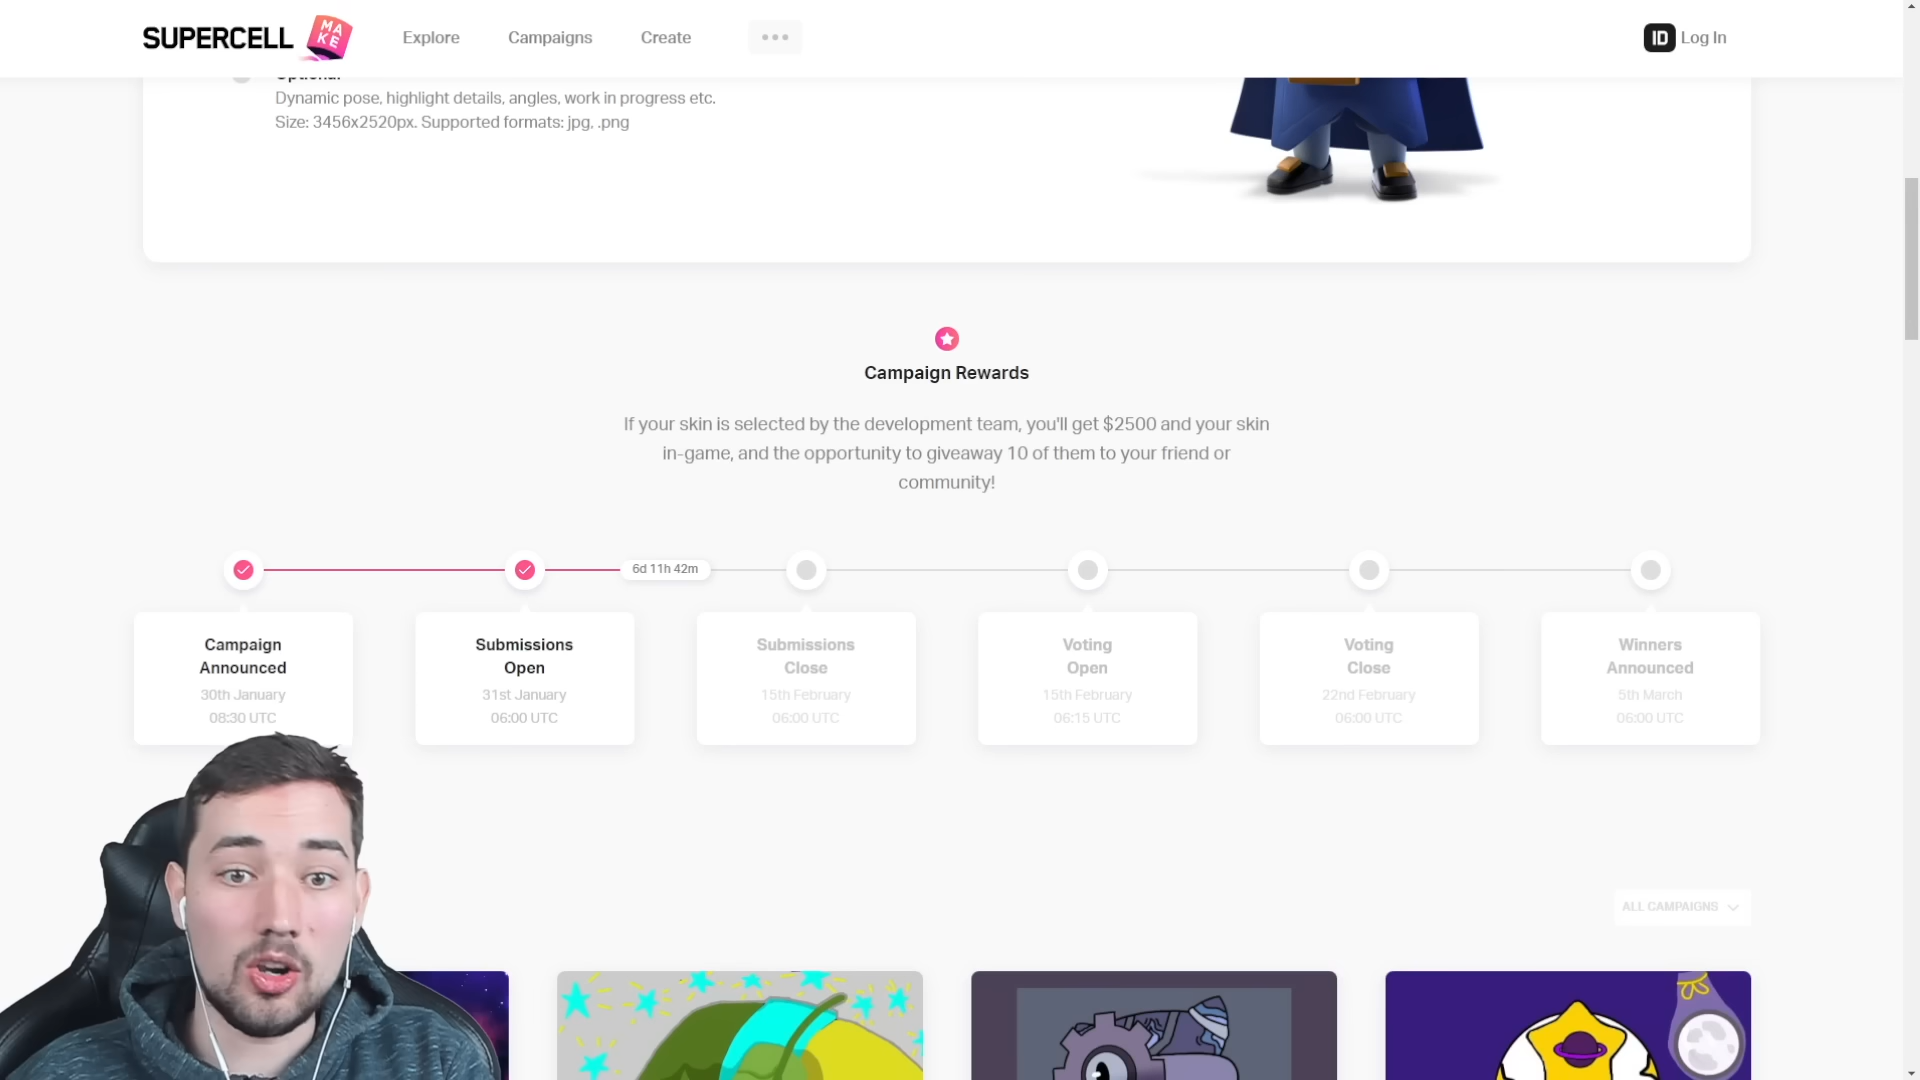 SUPERCELL MAKE
Explore
Campaigns
Create
ID Log In
Optional
Dynamic pose, highlight details, angles, work in progress etc.
Size: 3456x2520px. Supported formats: jpg, .png
Campaign Rewards
If your skin is selected by the development team, you'll get $2500 and your skin
in-game, and the opportunity to giveaway 10 of them to your friend or
community!
6d 11h 42m
Campaign
Announced
30th January
08:30 UTC
Submissions
Open
31st January
06:00 UTC
Submissions
Close
15th February
06:00 UTC
Voting
Open
15th February
06:15 UTC
Voting
Close
22nd February
06:00 UTC
Winners
Announced
5th March
06:00 UTC
ALL CAMPAIGNS